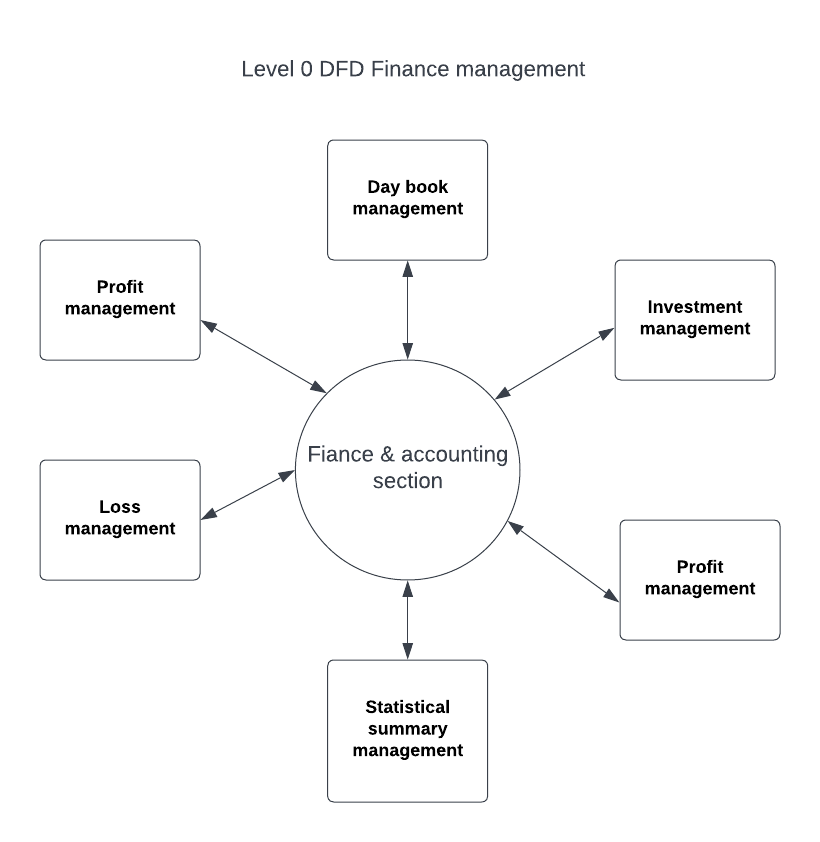 Level 0 DFD Finance management
Day book
management
Profit
management
Investment
management
Fiance & accounting
section
Loss
management
Profit
management
Statistical
summary
management